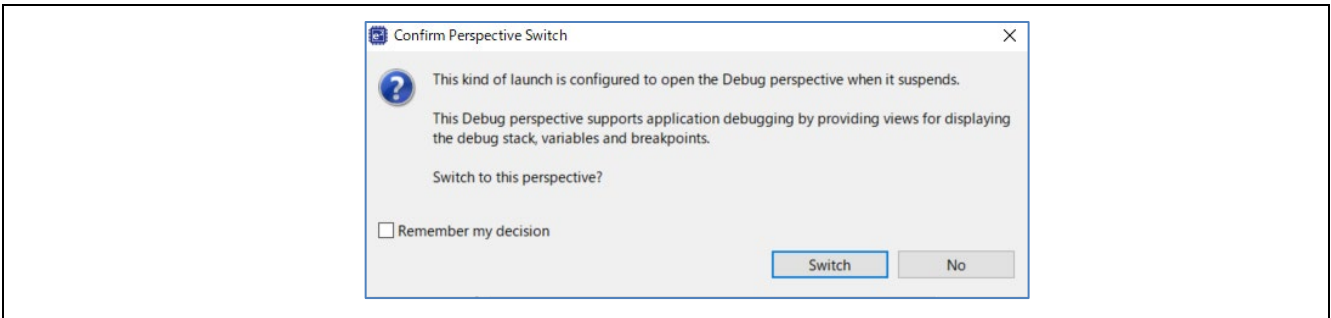 Confirm Perspective Switch
This kind of launch is configured to open the Debug perspective when it suspends.
This Debug perspective supports application debugging by providing views for displaying
the debug stack, variables and breakpoints.
Switch to this perspective?
Remember my decision
Switch No